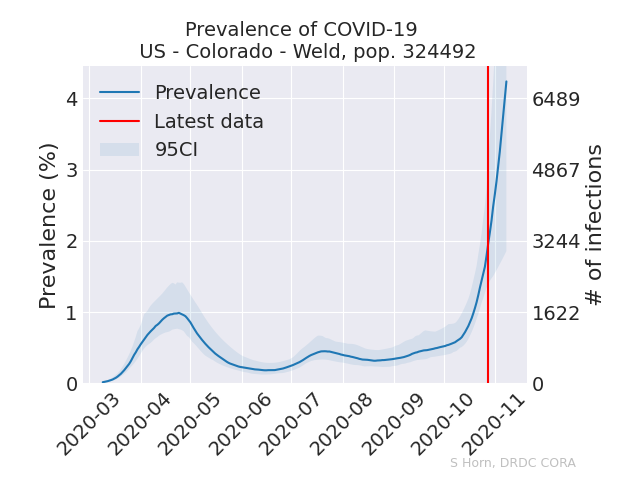 Prevalence of COVID-19
US - Colorado - Weld, pop. 324492
Prevalence
Latest data
95CI
Prevalence (%)
4
3
2
1
0
6489
4867
3244
1622
0
# of infections
2020-03
2020-04
2020-05
2020-06
2020-07
2020-08
2020-09
2020-10
2020-11
S Horn, DRDC CORA